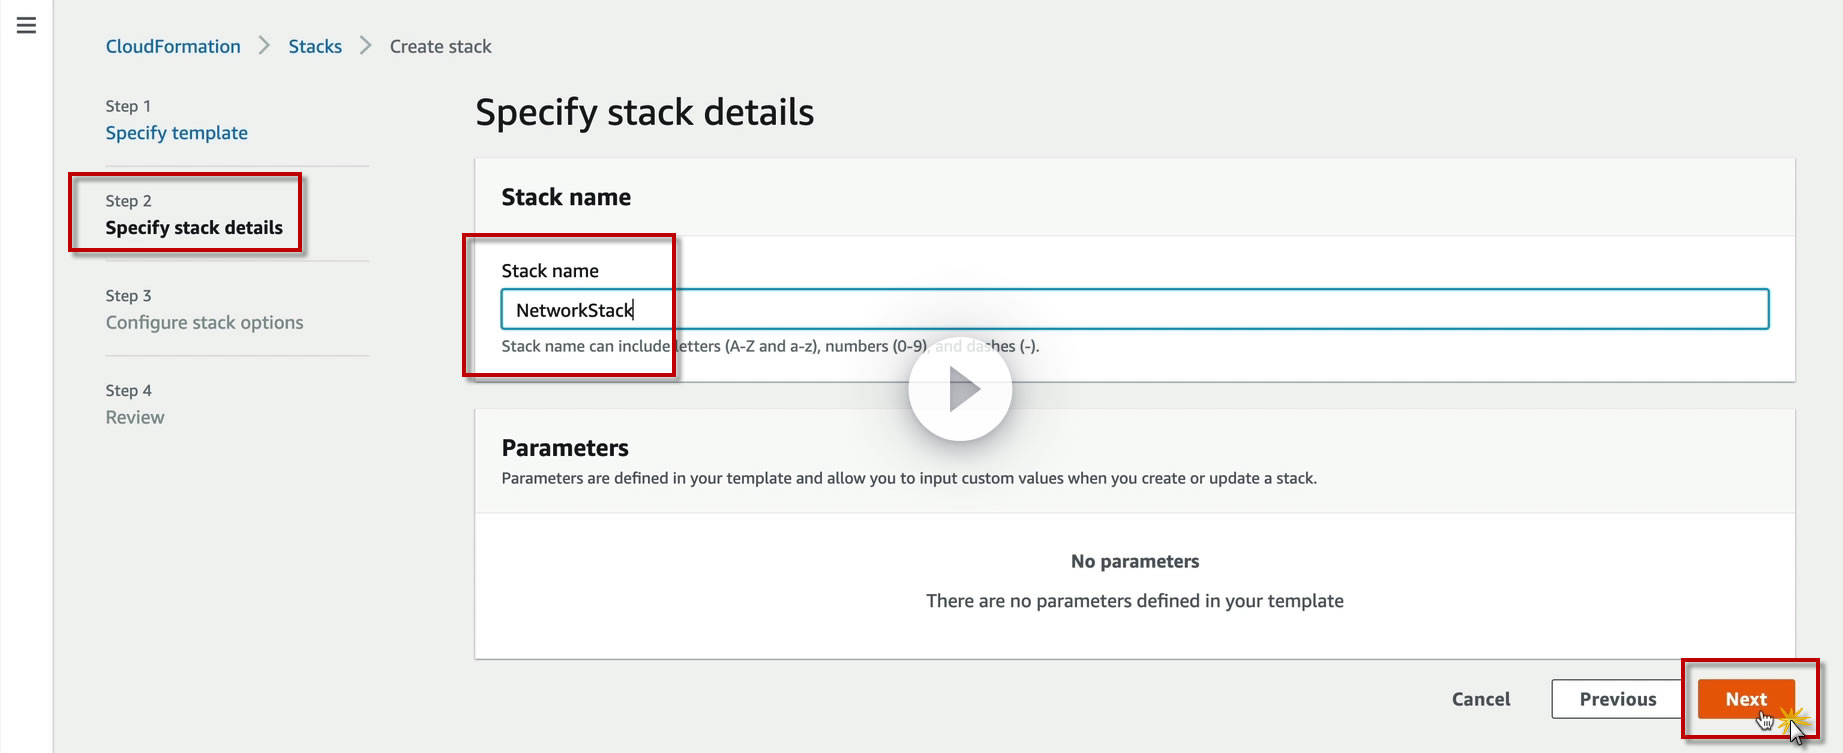 CloudFormation > Stacks > Create stack
Step 1
Specify template
Step 2
Specify stack details
Step 3
Configure stack options
Step 4
Review
Specify stack details
Stack name
Stack name
NetworkStack
Stack name can include letters (A-Z and a-z), numbers (0-9), and dashes (-).
Parameters
Parameters are defined in your template and allow you to input custom values when you create or update a stack.
No parameters
There are no parameters defined in your template
Cancel
Previous
Next